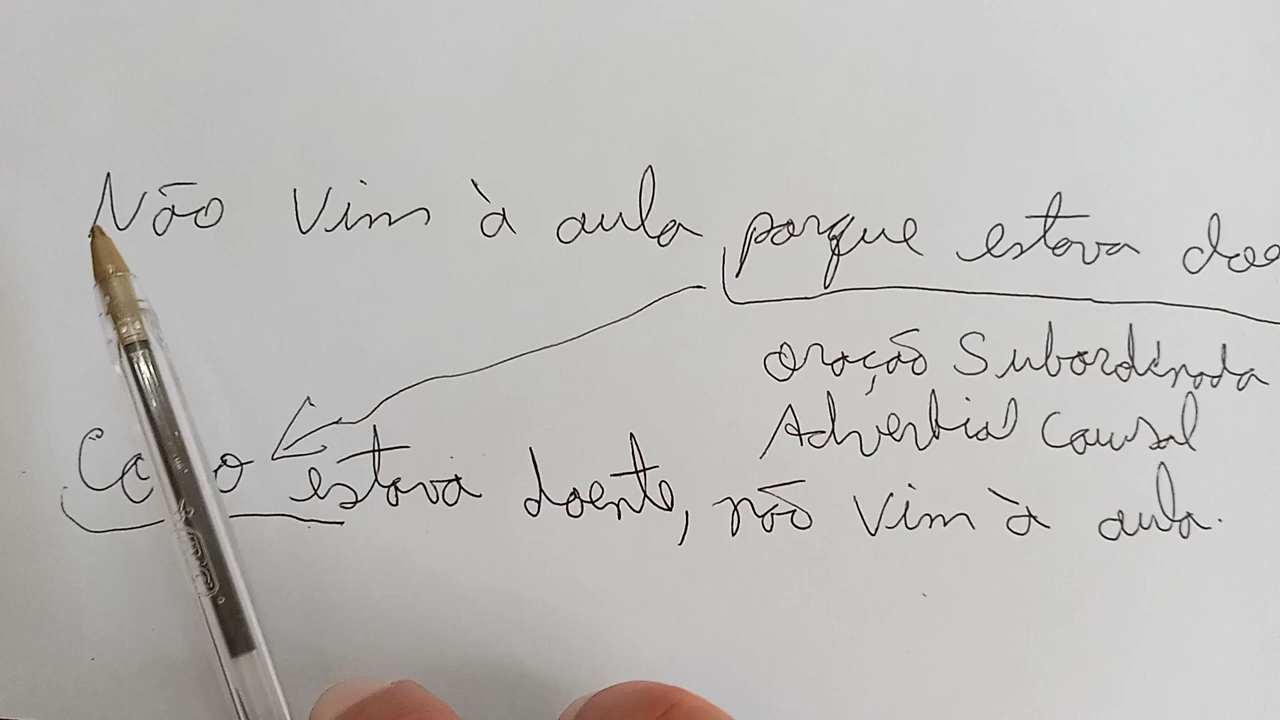 Não vim à aula porque estava doe
oração subordinada
Adverbial causal
estava doente, não vim à aula.